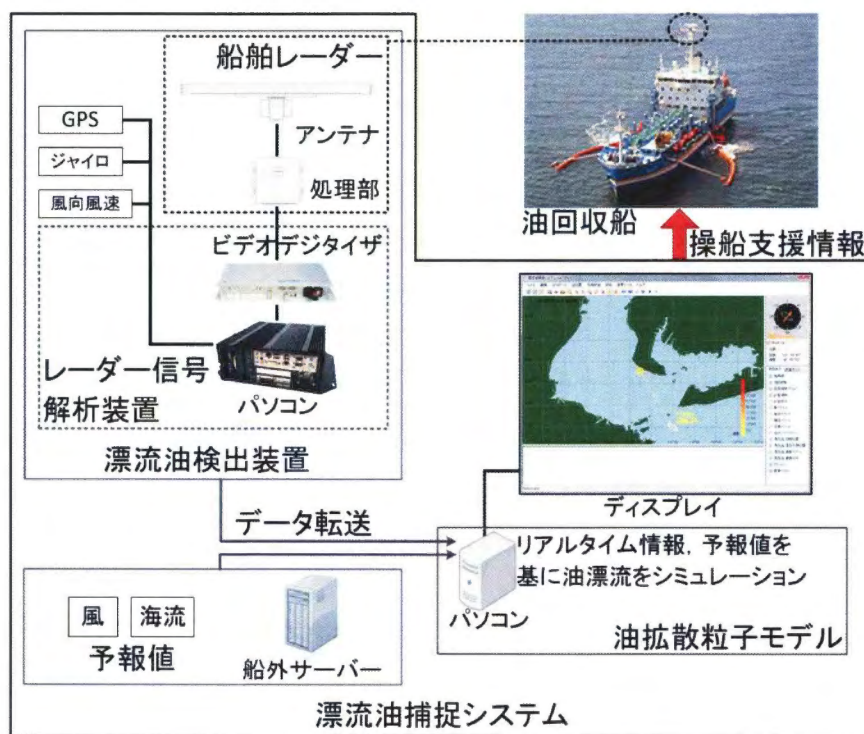 船舶レーダー
GPS
ジャイロ
風向風速
アンテナ
処理部
ビデオデジタイザ
レーダー信号
解析装置
パソコン
漂流油検出装置
油回収船
操船支援情報
ディスプレイ
データ転送
リアルタイム情報，予報値を
基に油漂流をシミュレーション
パソコン
油拡散粒子モデル
風
海流
予報値
船外サーバー
漂流油捕捉システム